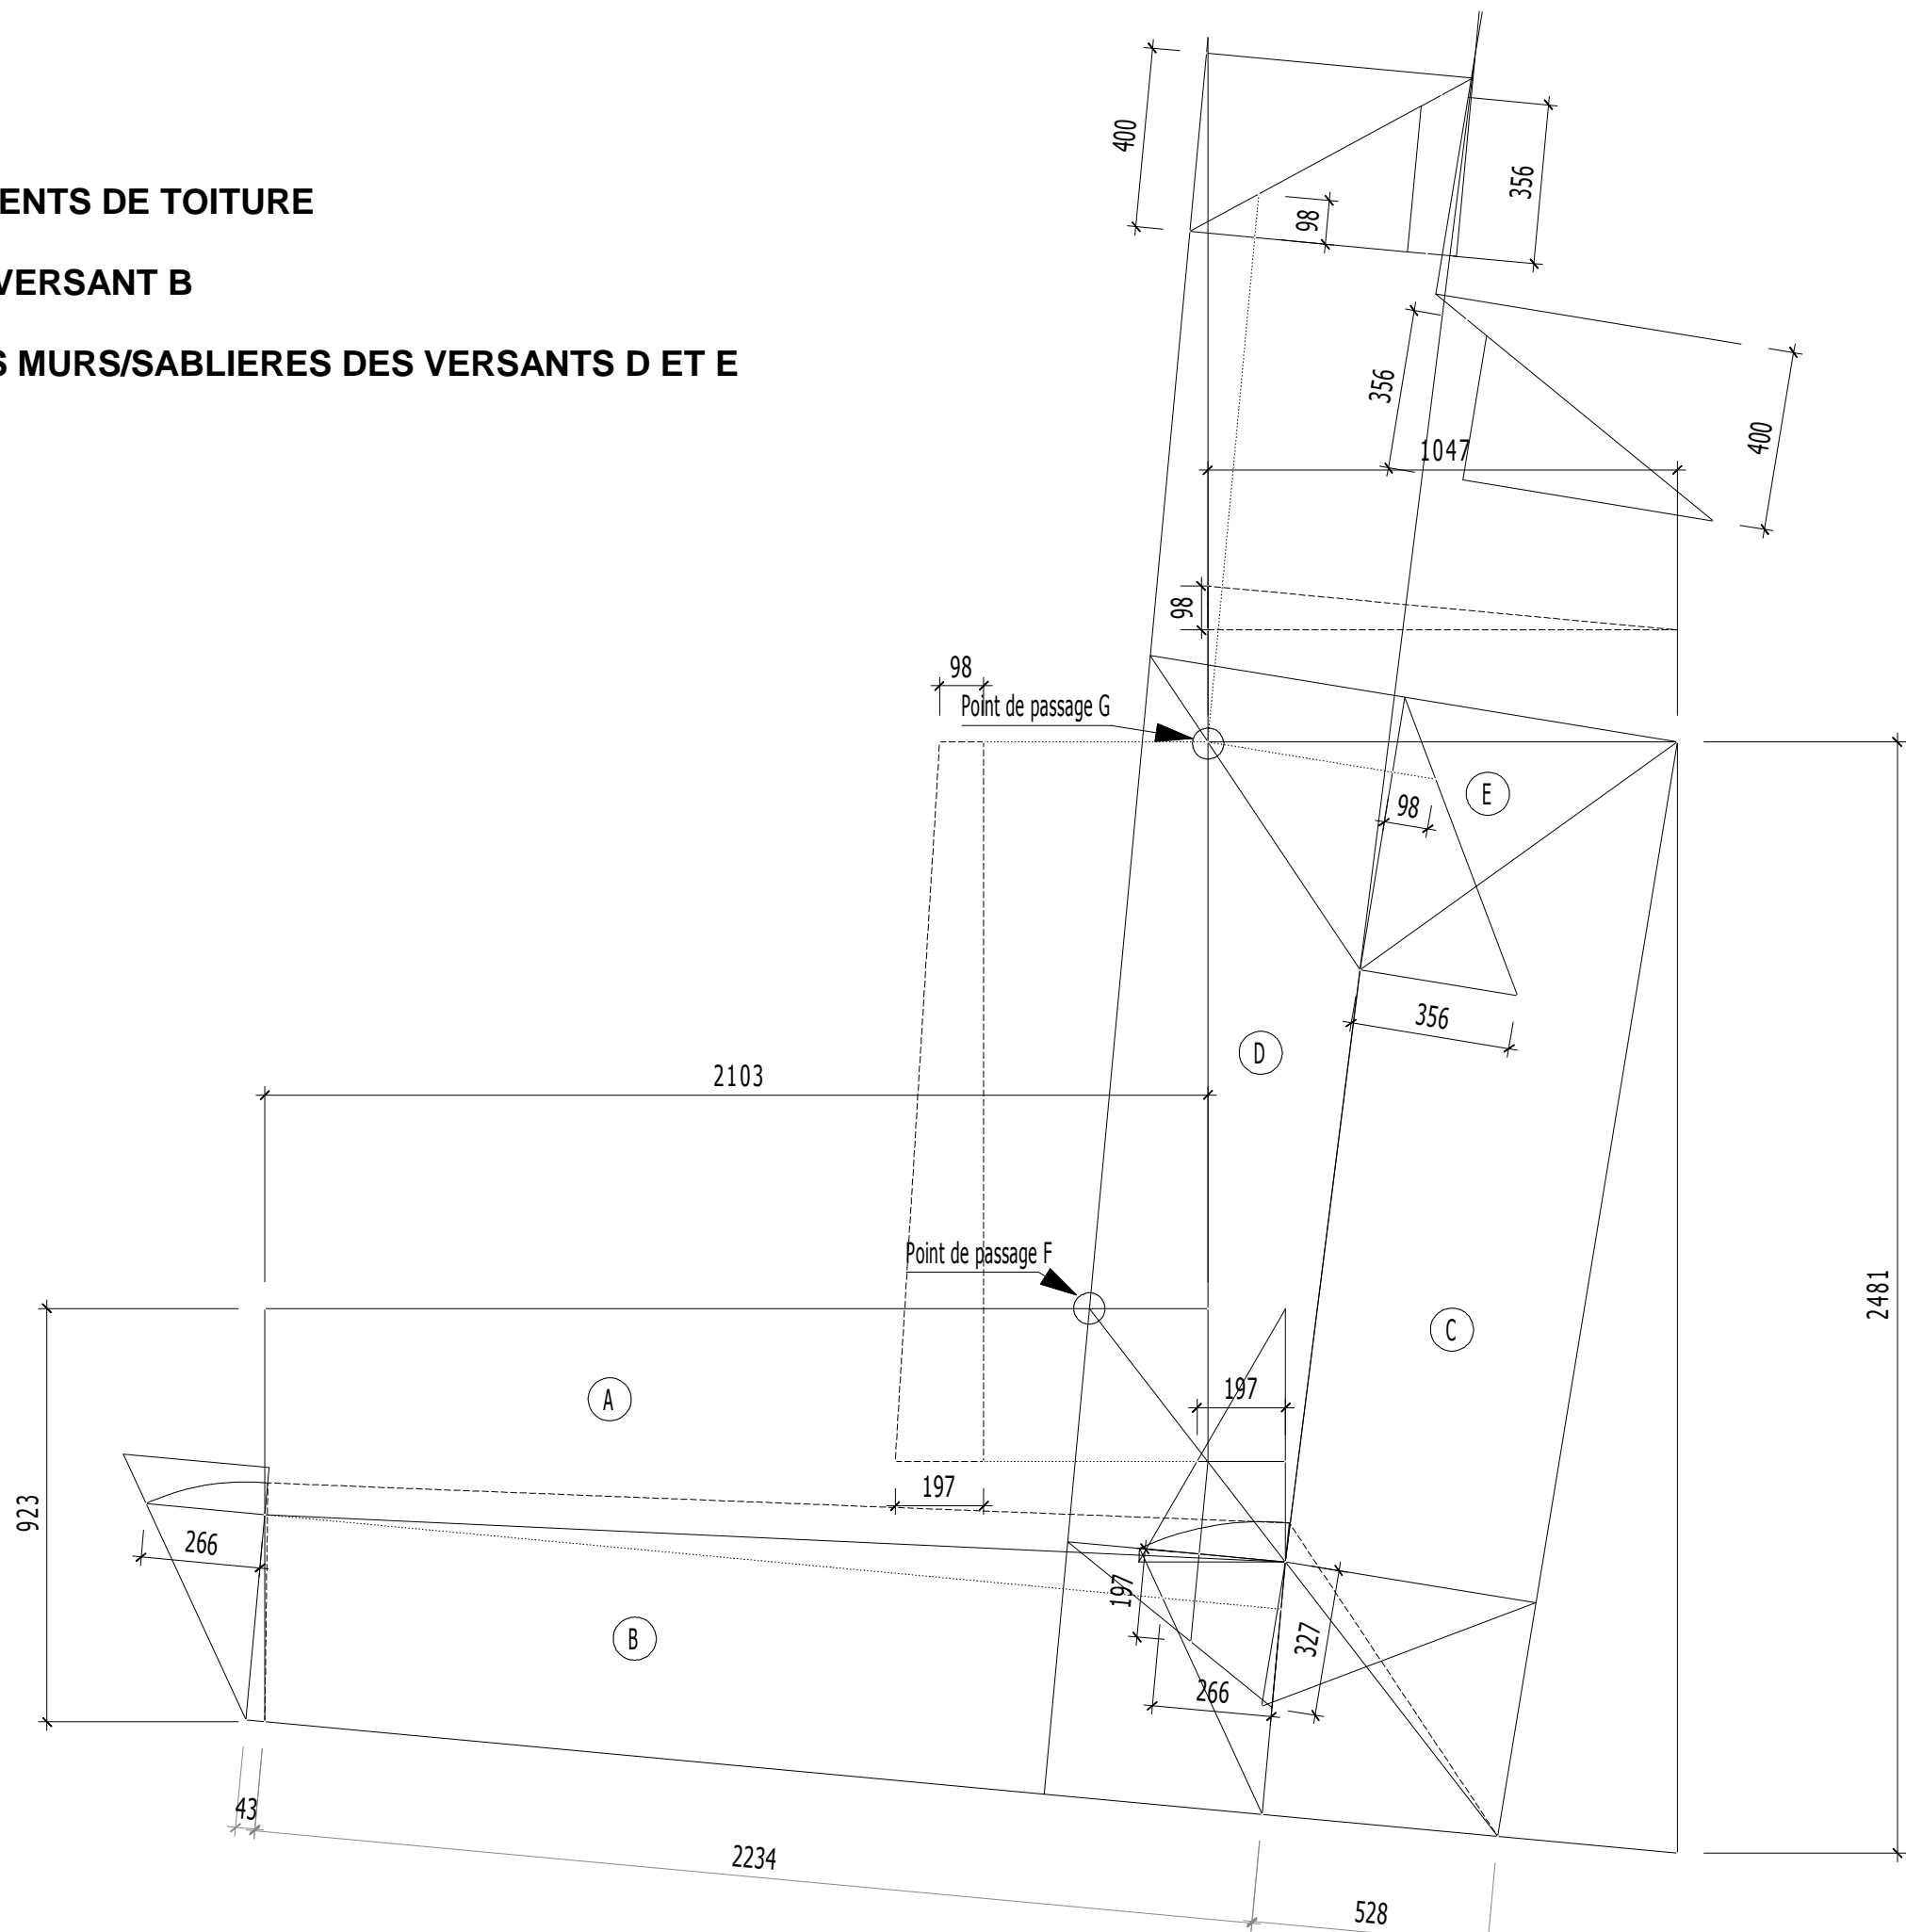 ENTS DE TOITURE
VERSANT B
S MURS/SABLIERES DES VERSANTS D ET E
400
356
98
356
400
1047
98
98
Point de passage G
E
98
356
D
2103
Point de passage F
2481
C
A
197
923
197
266
197
327
B
266
43
2234
528